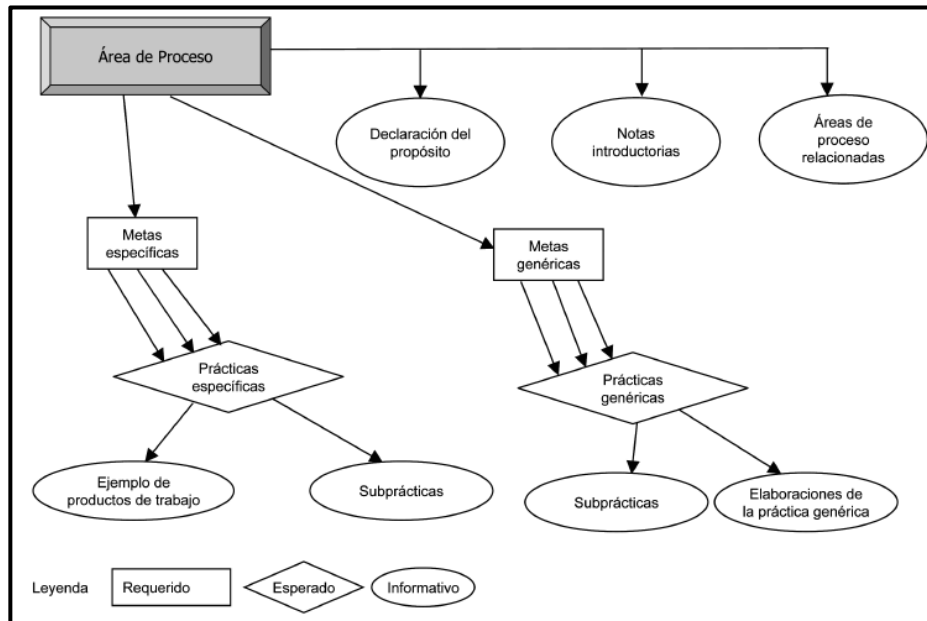 Área de Proceso
Declaración del
propósito
Notas
introductorias
Áreas de
proceso
relacionadas
Metas
específicas
Metas
genéricas
Prácticas
específicas
Prácticas
genéricas
Ejemplo de
productos de trabajo
Subprácticas
Subprácticas
Elaboraciones de
la práctica genérica
Leyenda
Requerido
Esperado
Informativo